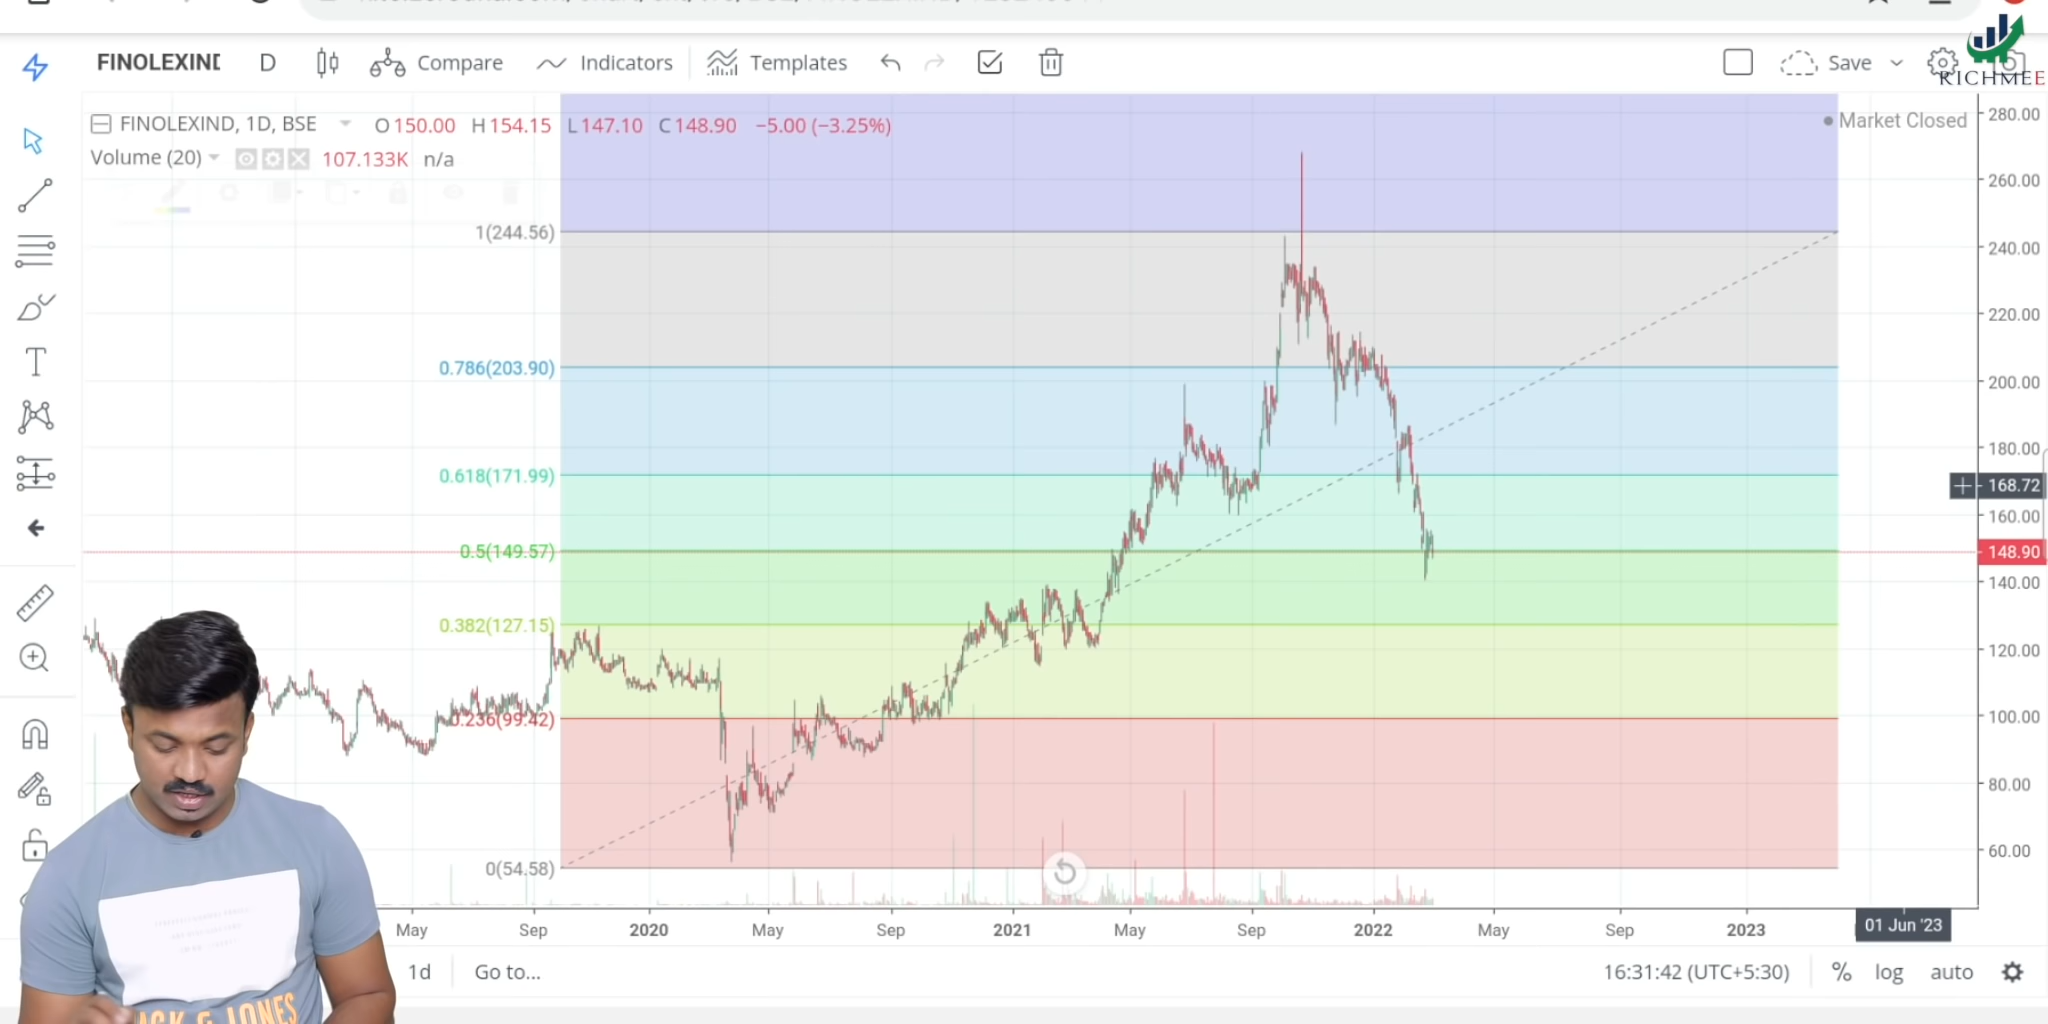 FINOLEXIND D Compare Indicators Templates Save
RICHMEE
FINOLEXIND, 1D, BSE O150.00 H154.15 L147.10 C148.90 −5.00 (−3.25%)
Market Closed
Volume (20) 107.133K n/a
1(244.56)
0.786(203.90)
0.618(171.99)
0.5(149.57)
0.382(127.15)
0.236(99.42)
0(54.58)
280.00
260.00
240.00
220.00
200.00
180.00
168.72
160.00
148.90
140.00
120.00
100.00
80.00
60.00
May Sep 2020 May Sep 2021 May Sep 2022 May Sep 2023 01 Jun '23
1d Go to... 16:31:42 (UTC+5:30) % log auto
JONES